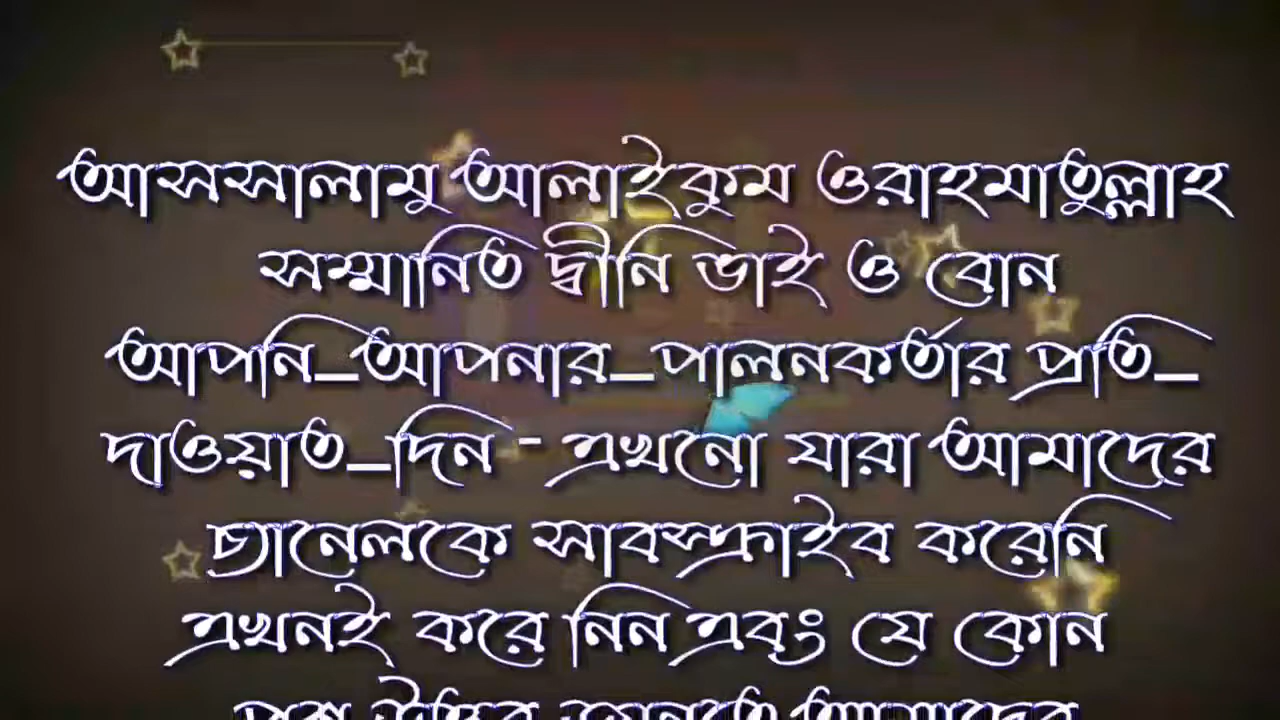 আসসালামু আলাইকুম ওরাহমাতুল্লাহ
সম্মানিত দ্বীনি ভাই ও বোন
আপনি_আপনার_পালনকর্তার প্রতি_
দাওয়াত_দিন - এখনো যারা আমাদের
চ্যানেলকে সাবস্ক্রাইব করেনি
এখনই করে নিন এবং যে কোন